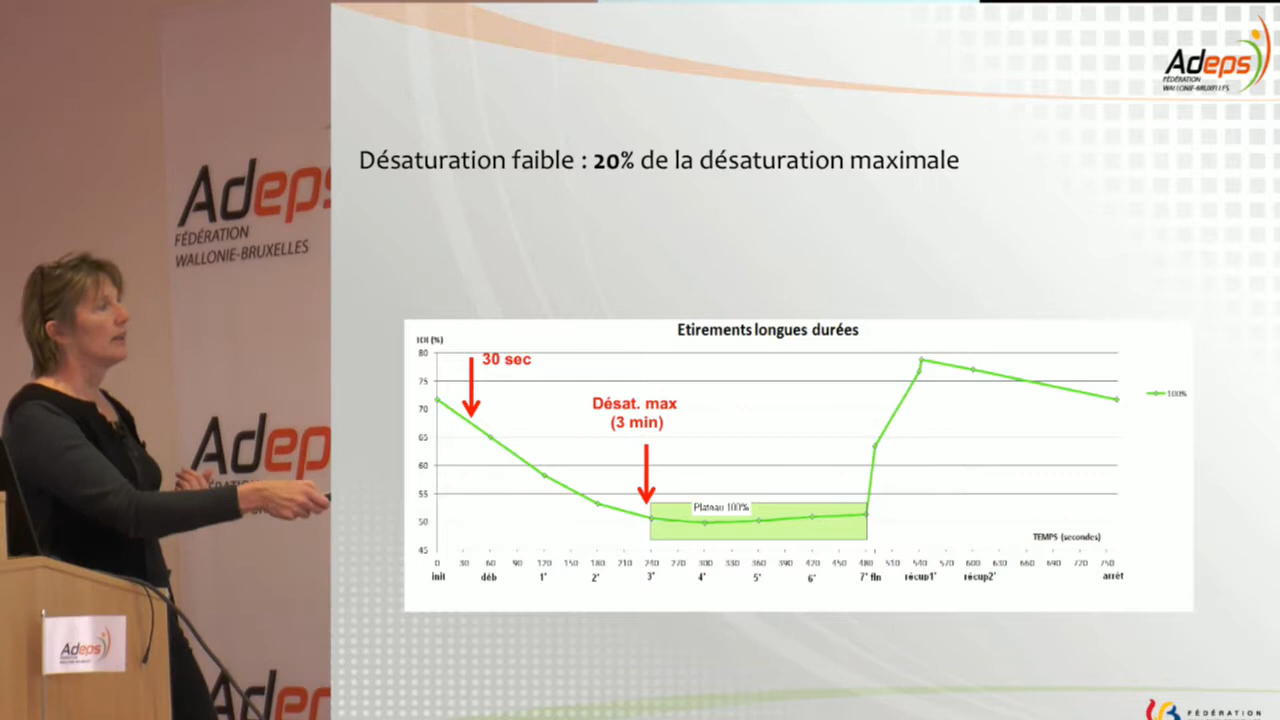 Adeps
FÉDÉRATION
WALLONIE-BRUXELLES
Désaturation faible : 20% de la désaturation maximale
Adeps
FÉDÉRATION
WALLONIE-BRUXELLES
Etirements longues durées
TOI (%)
80
75
70
65
60
55
50
45
30 sec
Désat. max
(3 min)
Plateau 100%
100%
TEMPS (secondes)
0 30 60 90 120 150 180 210 240 270 300 330 360 390 420 450 480 510 540 570 600 630 660 690 720 750
init déb 1' 2' 3' 4' 5' 6' 7' fin récup1' récup2' arrêt
Adeps
Adeps
Adeps
FÉDÉRATION